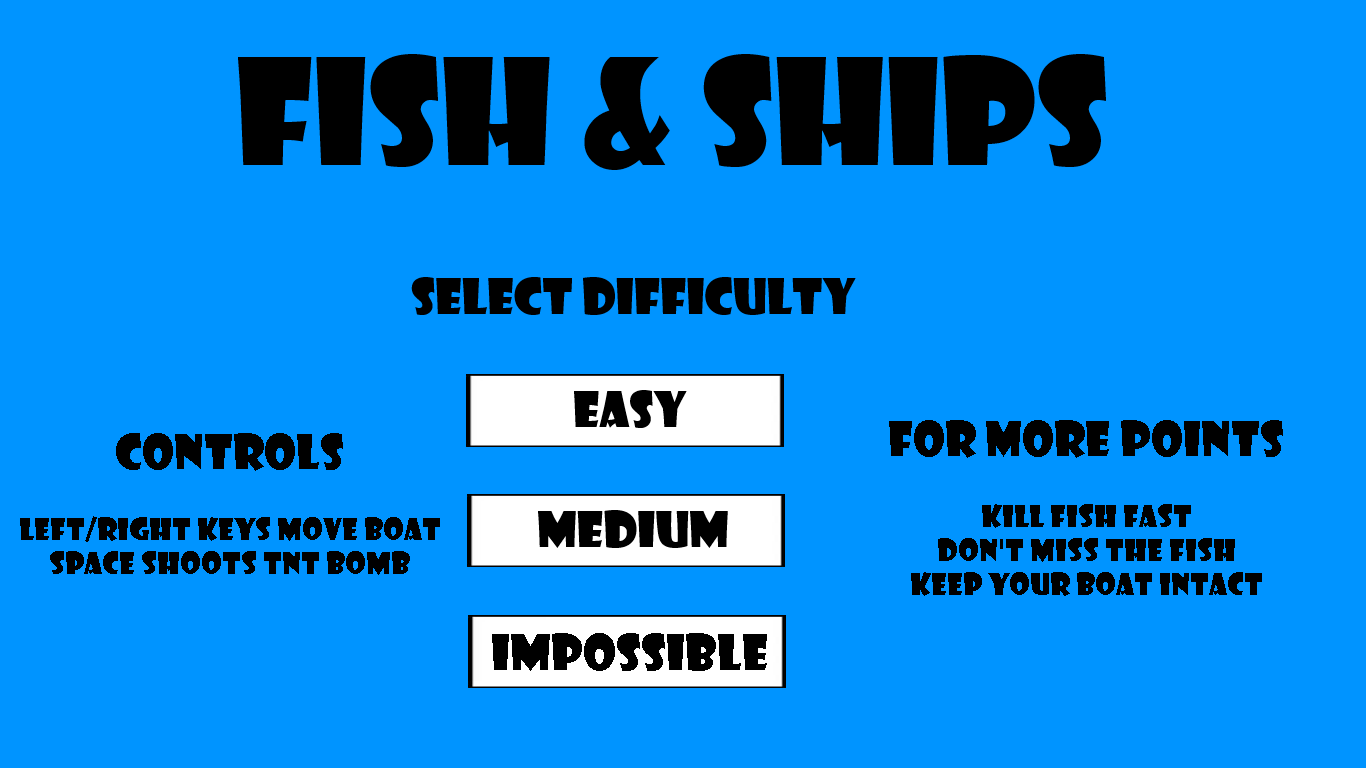 FISH & SHIPS
SELECT DIFFICULTY
EASY
MEDIUM
IMPOSSIBLE
CONTROLS
LEFT/RIGHT KEYS MOVE BOAT
SPACE SHOOTS TNT BOMB
FOR MORE POINTS
KILL FISH FAST
DON'T MISS THE FISH
KEEP YOUR BOAT INTACT